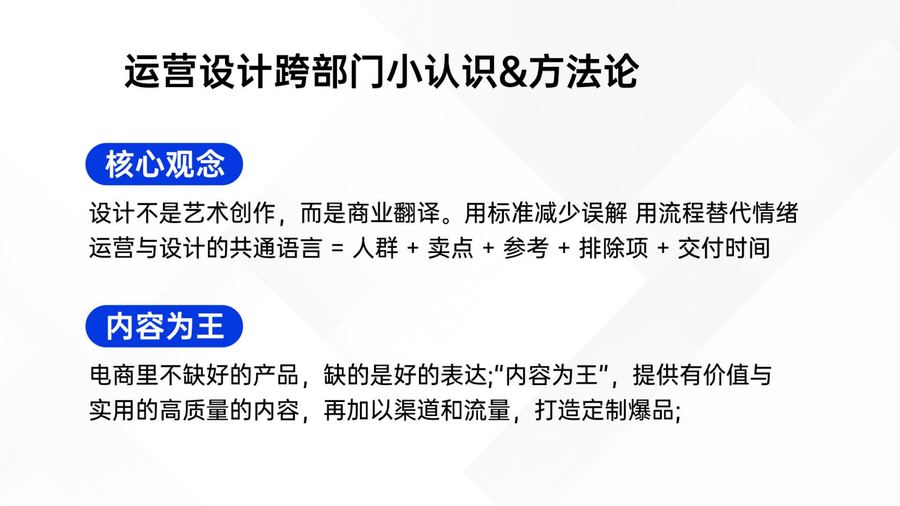 运营设计跨部门小认识&方法论
核心观念
设计不是艺术创作，而是商业翻译。用标准减少误解 用流程替代情绪
运营与设计的共通语言 = 人群 + 卖点 + 参考 + 排除项 + 交付时间
内容为王
电商里不缺好的产品，缺的是好的表达;“内容为王”，提供有价值与
实用的高质量的内容，再加以渠道和流量，打造定制爆品;